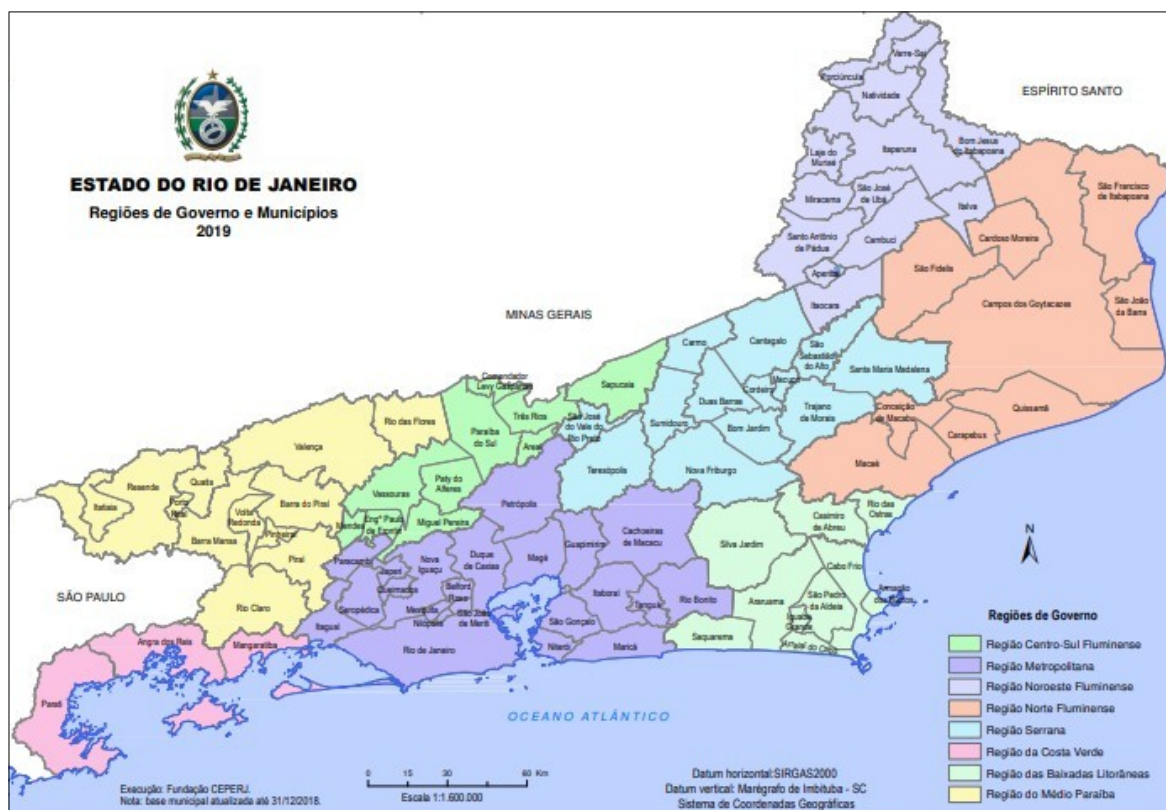 ESTADO DO RIO DE JANEIRO
Regiões de Governo e Municípios
2019
ESPÍRITO SANTO
MINAS GERAIS
SÃO PAULO
OCEANO ATLÂNTICO
Varre-Sai
Porciúncula
Natividade
Bom Jesus
do Itabapoana
Itaperuna
Laje do
Muriaé
São José
de Ubá
Miracema
Italva
Santo Antônio
de Pádua
Cambuci
Aperibé
Itaocara
São Francisco
de Itabapoana
Cardoso Moreira
São Fidelis
Campos dos Goytacazes
São João
da Barra
Quissamã
Conceição
de Macabu
Carapebus
Macaé
Carmo
Cantagalo
São
Sebastião
do Alto
Santa Maria Madalena
Macuco
Cordeiro
Duas Barras
Trajano
de Morais
Sumidouro
Bom Jardim
São José
do Vale do
Rio Preto
Teresópolis
Nova Friburgo
Comendador
Levy Gasparian
Sapucaia
Três Rios
Paraíba
do Sul
Areal
Paty do
Alferes
Vassouras
Mendes
Engº Paulo
de Frontin
Miguel Pereira
Rio das Flores
Valença
Resende
Itatiaia
Quatis
Porto
Real
Barra do Piraí
Volta
Redonda
Barra Mansa
Pinheiral
Piraí
Rio Claro
Petrópolis
Cachoeiras
de Macacu
Guapimirim
Magé
Duque de
Caxias
Nova
Iguaçu
Paracambi
Japeri
Queimados
Seropédica
Belford
Roxo
Mesquita
Nilópolis
São João
de Meriti
Itaguaí
Rio de Janeiro
Itaboraí
Tanguá
Rio Bonito
São Gonçalo
Niterói
Maricá
Rio das
Ostras
Casimiro
de Abreu
Silva Jardim
Cabo Frio
Armação
dos Búzios
São Pedro
da Aldeia
Araruama
Iguaba
Grande
Saquarema
Arraial do Cabo
Angra dos Reis
Mangaratiba
Parati
N
Regiões de Governo
Região Centro-Sul Fluminense
Região Metropolitana
Região Noroeste Fluminense
Região Norte Fluminense
Região Serrana
Região da Costa Verde
Região das Baixadas Litorâneas
Região do Médio Paraíba
Execução: Fundação CEPERJ.
Nota: base municipal atualizada até 31/12/2018.
0 15 30 60 Km
Escala 1:1.600.000
Datum horizontal:SIRGAS2000
Datum vertical: Marégrafo de Imbituba - SC
Sistema de Coordenadas Geográficas